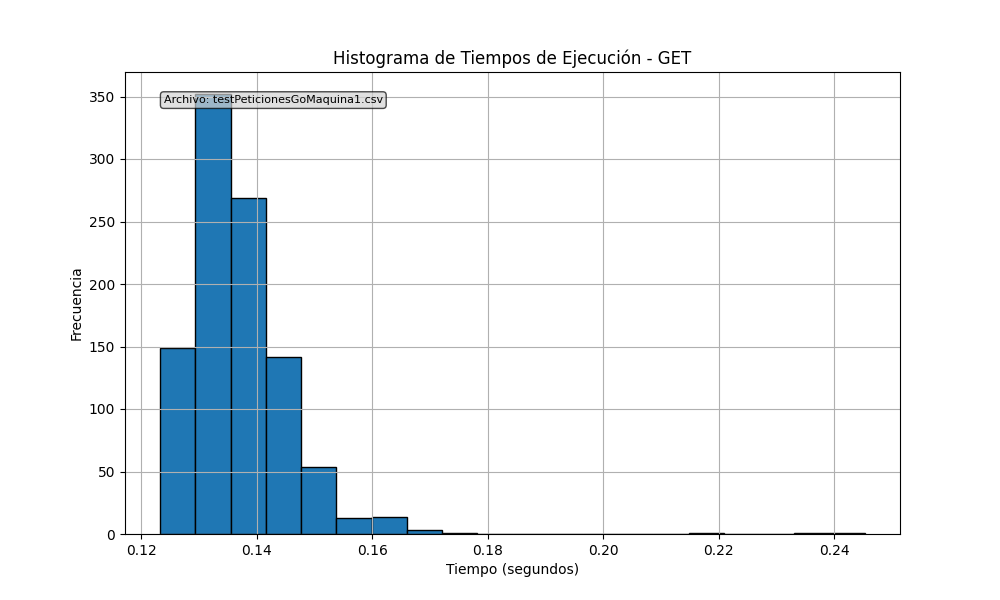 Histograma de Tiempos de Ejecución - GET
Archivo: testPeticionesGoMaquina1.csv
350
300
250
200
150
100
50
0
Frecuencia
0.12 0.14 0.16 0.18 0.20 0.22 0.24
Tiempo (segundos)